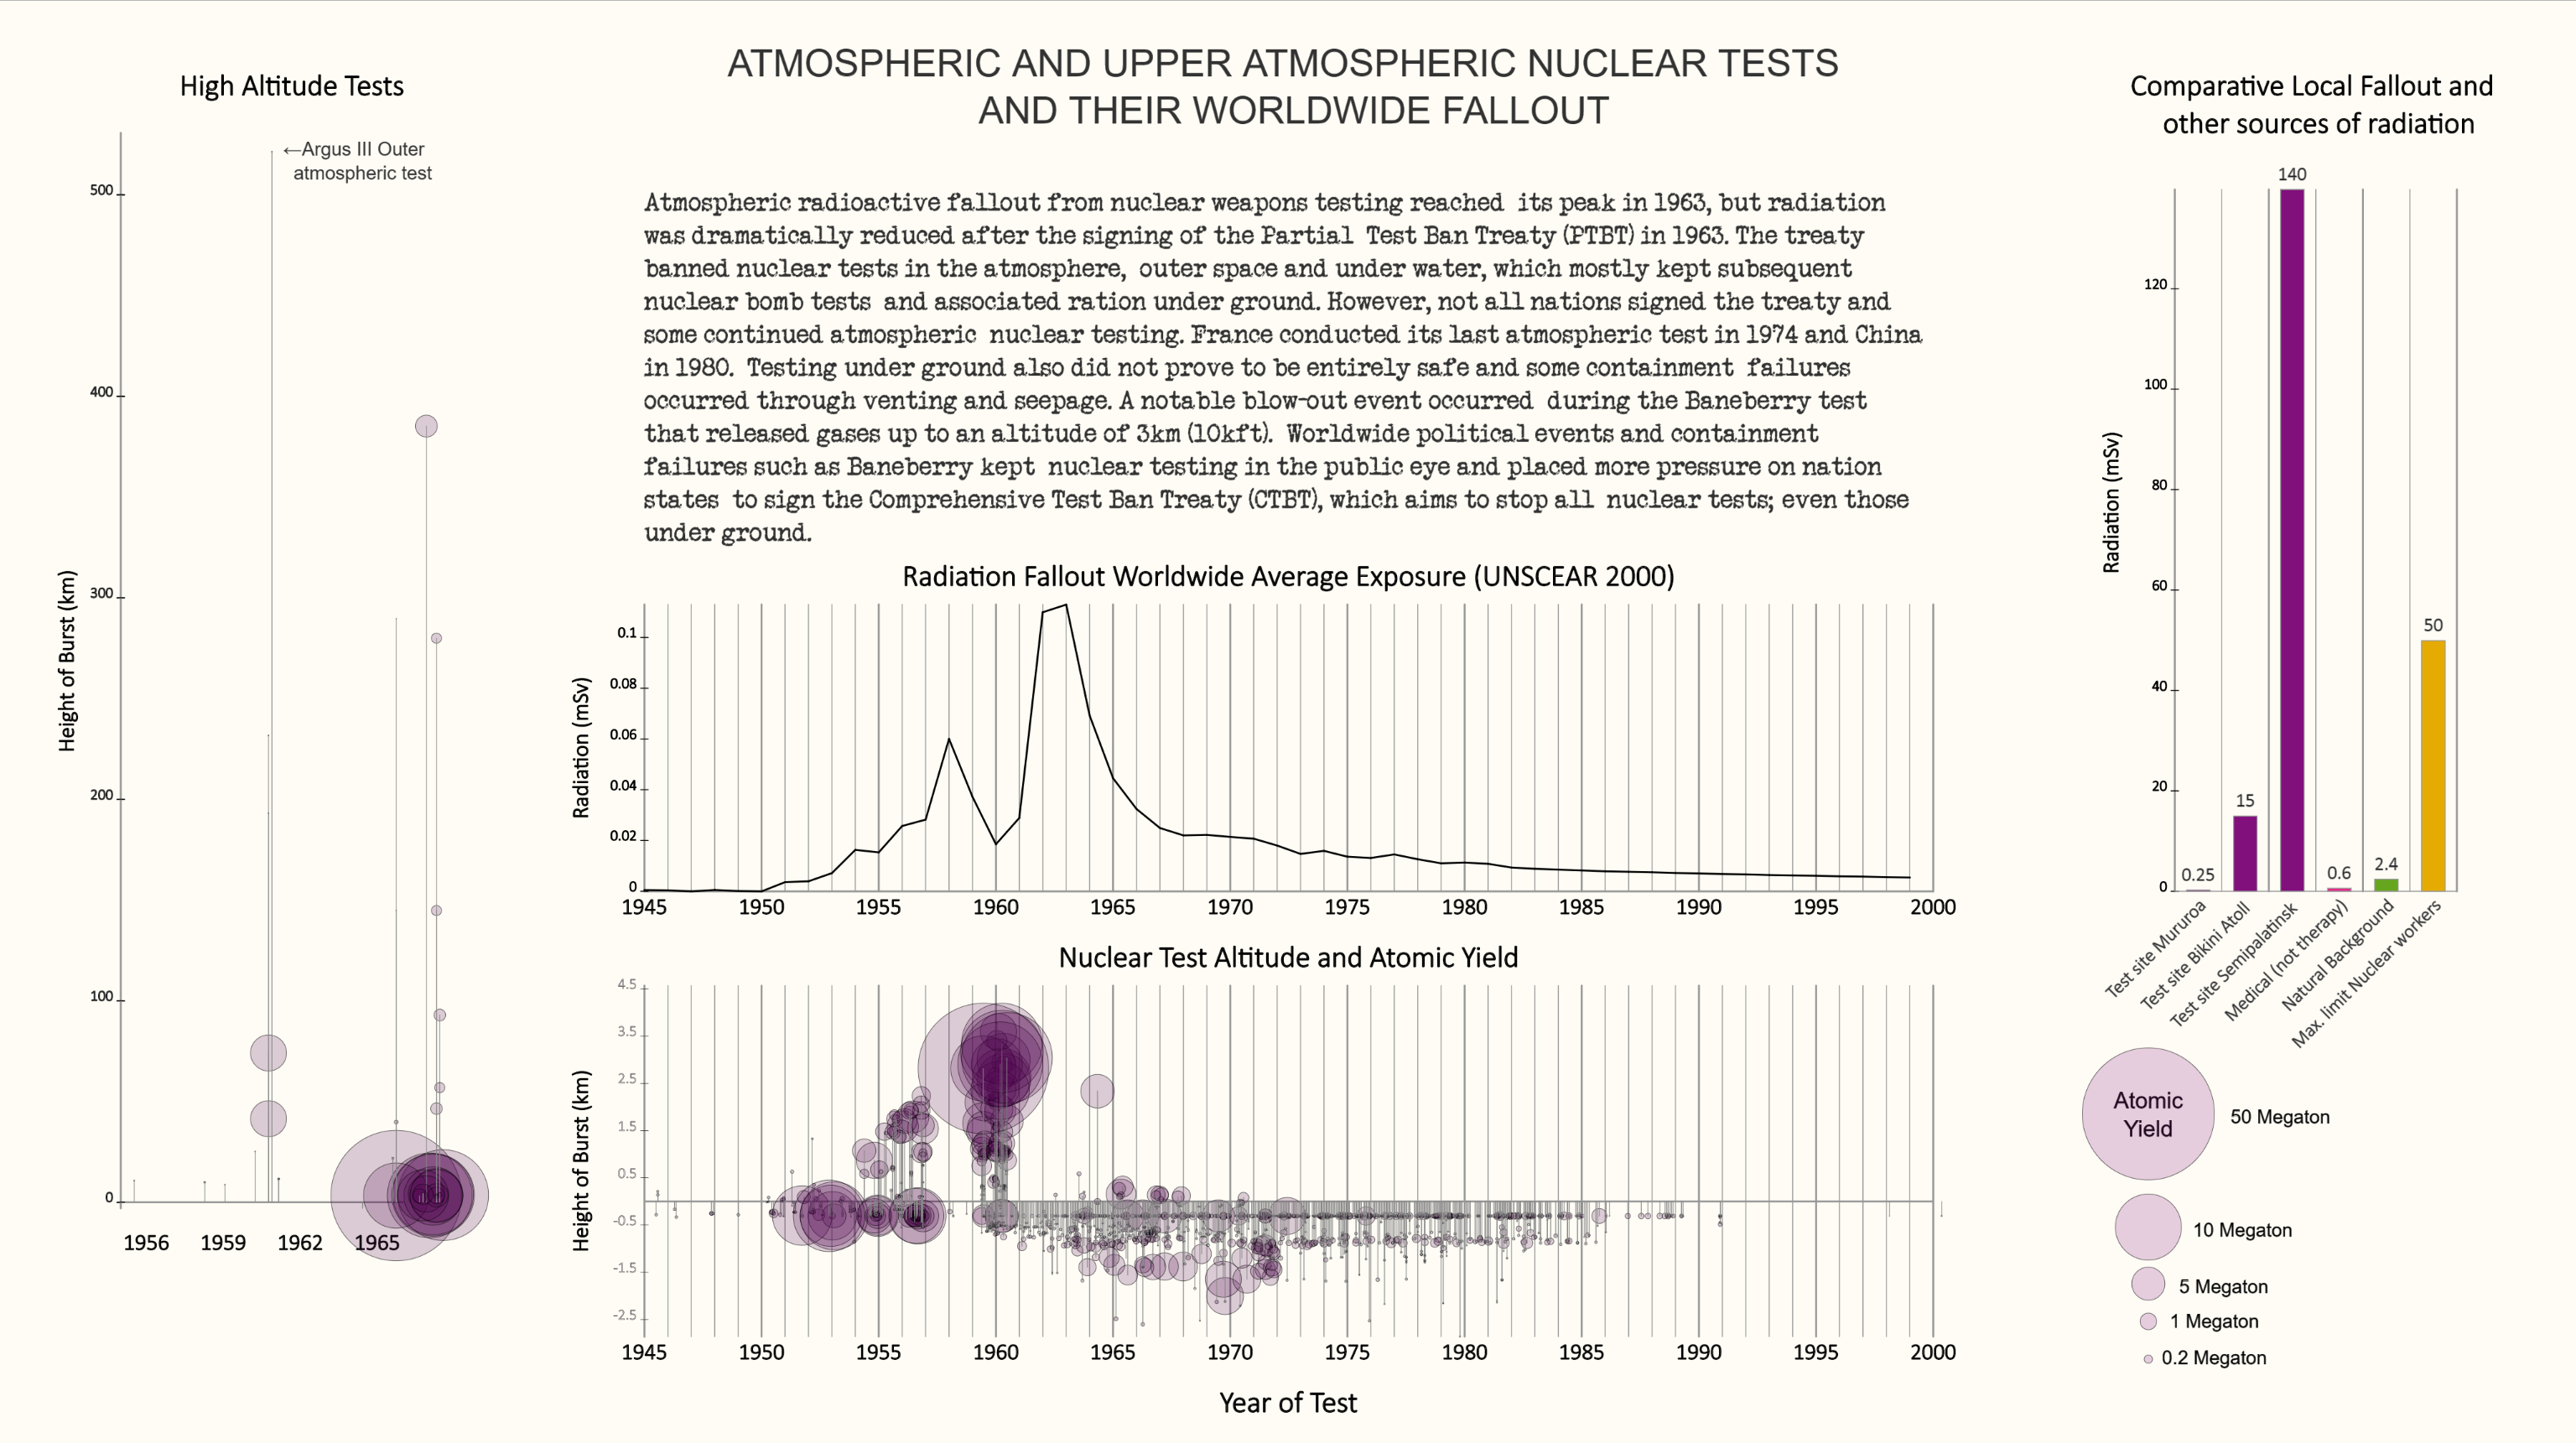 ATMOSPHERIC AND UPPER ATMOSPHERIC NUCLEAR TESTS
AND THEIR WORLDWIDE FALLOUT
High Altitude Tests
←Argus III Outer
atmospheric test
500
400
300
200
100
0
Height of Burst (km)
1956 1959 1962 1965
Atmospheric radioactive fallout from nuclear weapons testing reached its peak in 1963, but radiation
was dramatically reduced after the signing of the Partial Test Ban Treaty (PTBT) in 1963. The treaty
banned nuclear tests in the atmosphere, outer space and under water, which mostly kept subsequent
nuclear bomb tests and associated ration under ground. However, not all nations signed the treaty and
some continued atmospheric nuclear testing. France conducted its last atmospheric test in 1974 and China
in 1980. Testing under ground also did not prove to be entirely safe and some containment failures
occurred through venting and seepage. A notable blow-out event occurred during the Baneberry test
that released gases up to an altitude of 3km (10kft). Worldwide political events and containment
failures such as Baneberry kept nuclear testing in the public eye and placed more pressure on nation
states to sign the Comprehensive Test Ban Treaty (CTBT), which aims to stop all nuclear tests; even those
under ground.
Radiation Fallout Worldwide Average Exposure (UNSCEAR 2000)
Radiation (mSv)
0.1
0.08
0.06
0.04
0.02
0
1945 1950 1955 1960 1965 1970 1975 1980 1985 1990 1995 2000
Nuclear Test Altitude and Atomic Yield
Height of Burst (km)
4.5
3.5
2.5
1.5
0.5
-0.5
-1.5
-2.5
1945 1950 1955 1960 1965 1970 1975 1980 1985 1990 1995 2000
Year of Test
Comparative Local Fallout and
other sources of radiation
Radiation (mSv)
120
100
80
60
40
20
0
0.25
15
140
0.6
2.4
50
Test site Mururoa
Test site Bikini Atoll
Test site Semipalatinsk
Medical (not therapy)
Natural Background
Max. limit Nuclear workers
Atomic
Yield
50 Megaton
10 Megaton
5 Megaton
1 Megaton
0.2 Megaton